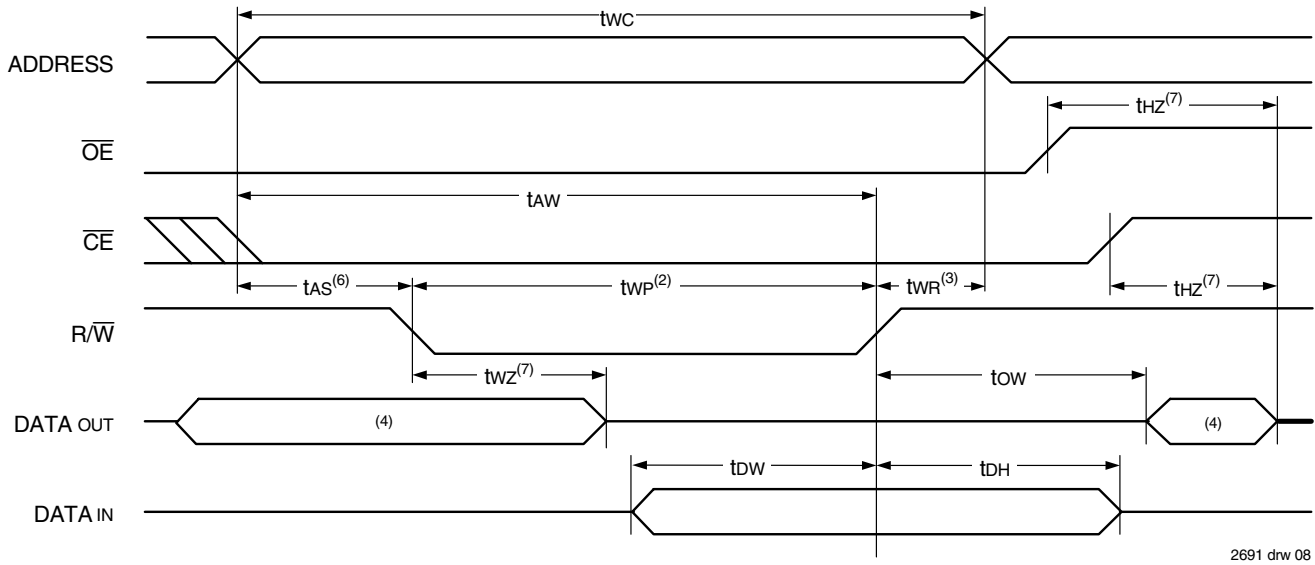 tWC
ADDRESS
tHZ(7)
OE
tAW
CE
tAS(6) tWP(2) tWR(3) tHZ(7)
R/W
tWZ(7) tOW
DATA OUT (4) (4)
tDW tDH
DATA IN
2691 drw 08